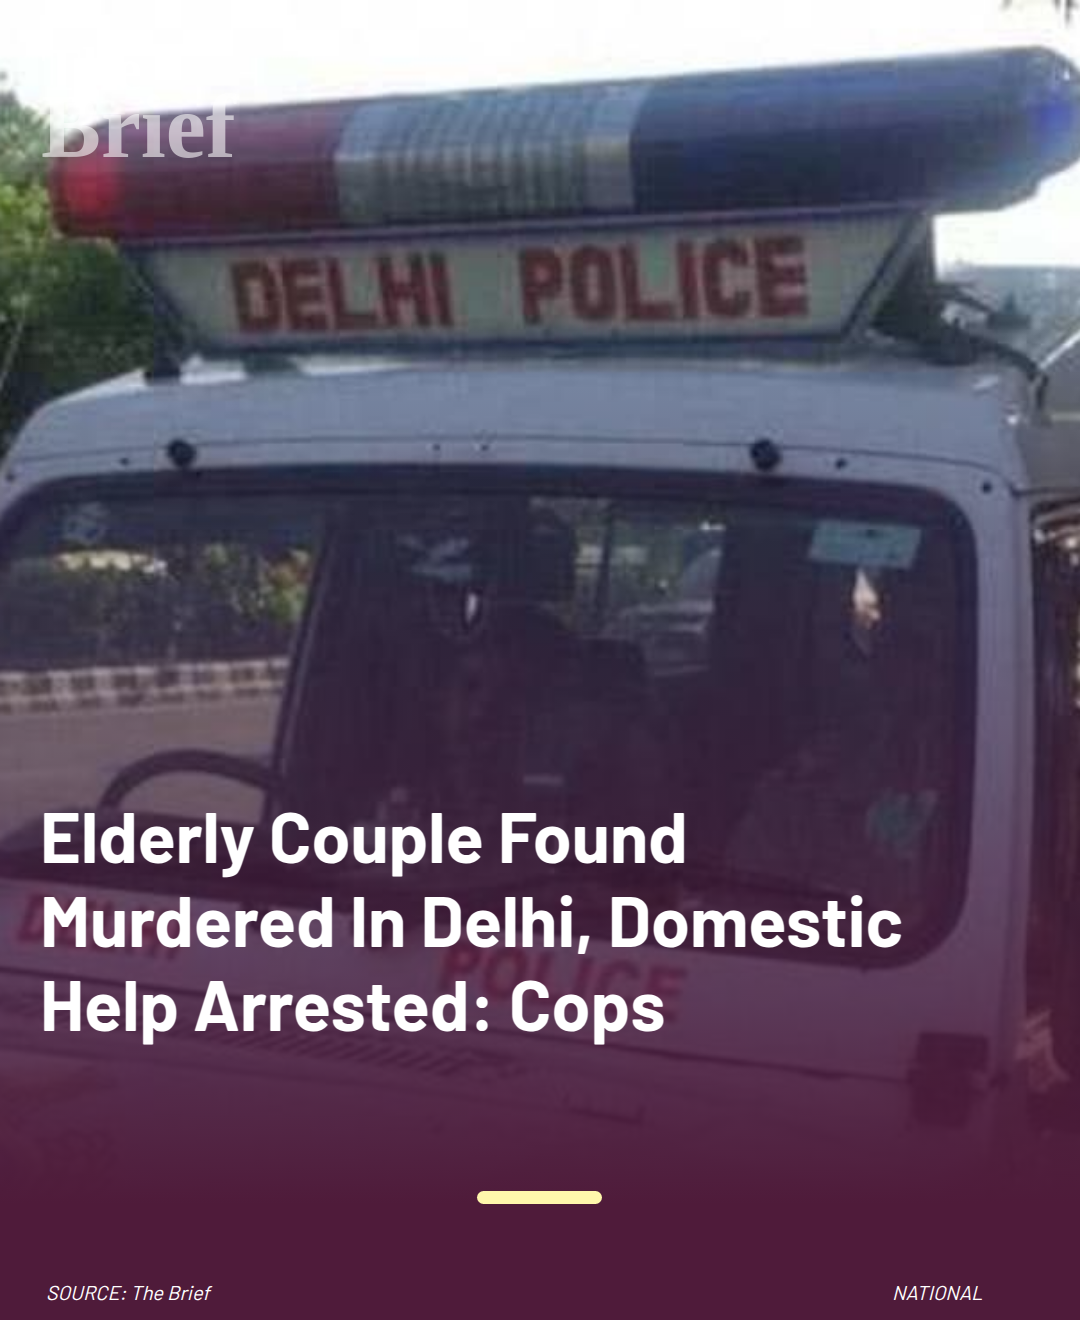 Brief
DELHI POLICE
Elderly Couple Found
Murdered In Delhi, Domestic
Help Arrested: Cops
POLICE
SOURCE: The Brief
NATIONAL